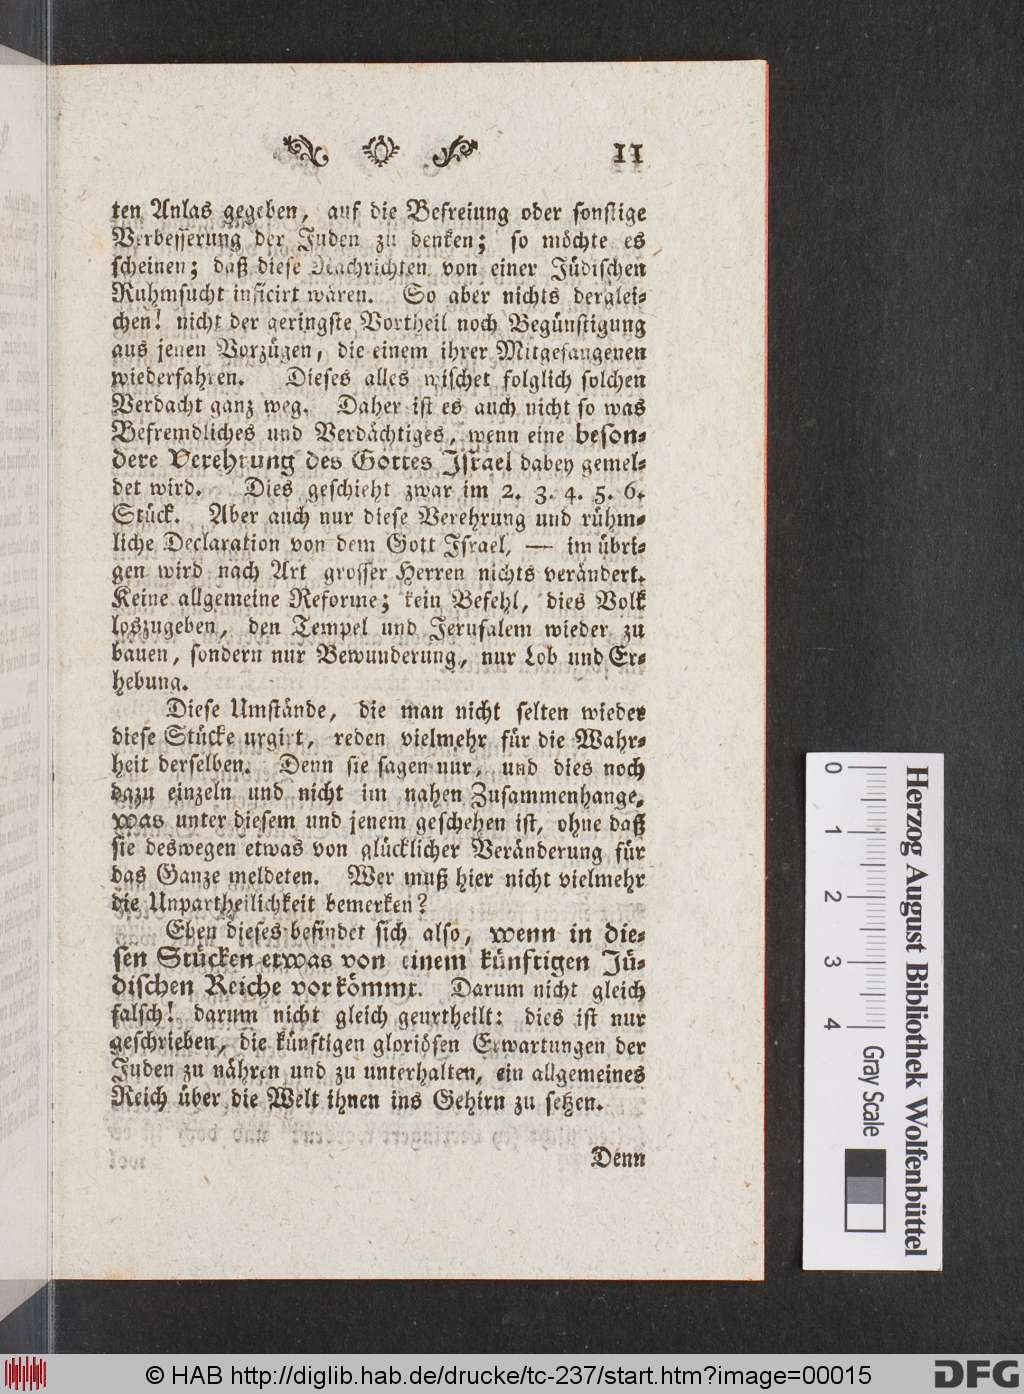 11
ten Anlas gegeben, auf die Befreiung oder sonstige
Verbesserung der Juden zu denken; so möchte es
scheinen; daß diese Nachrichten von einer Jüdischen
Ruhmsucht inficirt wären. So aber nichts derglei-
chen! nicht der geringste Vortheil noch Begünstigung
aus jenen Vorzügen, die einem ihrer Mitgefangenen
wiederfahren. Dieses alles wischet folglich solchen
Verdacht ganz weg. Daher ist es auch nicht so was
Befremdliches und Verdächtiges, wenn eine beson-
dere Verehrung des Gottes Israel dabey gemel-
det wird. Dies geschieht zwar im 2. 3. 4. 5. 6.
Stück. Aber auch nur diese Verehrung und rühm-
liche Declaration von dem Gott Israel, — im übri-
gen wird nach Art grosser Herren nichts verändert.
Keine allgemeine Reforme; kein Befehl, dies Volk
loszugeben, den Tempel und Jerusalem wieder zu
bauen, sondern nur Bewunderung, nur Lob und Er-
hebung.
Diese Umstände, die man nicht selten wieder
diese Stücke urgirt, reden vielmehr für die Wahr-
heit derselben. Denn sie sagen nur, und dies noch
dazu einzeln und nicht im nahen Zusammenhange,
was unter diesem und jenem geschehen ist, ohne daß
sie deswegen etwas von glücklicher Veränderung für
das Ganze meldeten. Wer muß hier nicht vielmehr
die Unpartheilichkeit bemerken?
Eben dieses befindet sich also, wenn in die-
sen Stücken etwas von einem künftigen Jü-
dischen Reiche vorkömmt. Darum nicht gleich
falsch! darum nicht gleich geurtheilt: dies ist nur
geschrieben, die künftigen gloriösen Erwartungen der
Juden zu nähren und zu unterhalten, ein allgemeines
Reich über die Welt ihnen ins Gehirn zu setzen.
Denn
Herzog August Bibliothek Wolfenbüttel
0 1 2 3 4
Gray Scale
© HAB http://diglib.hab.de/drucke/tc-237/start.htm?image=00015
DFG